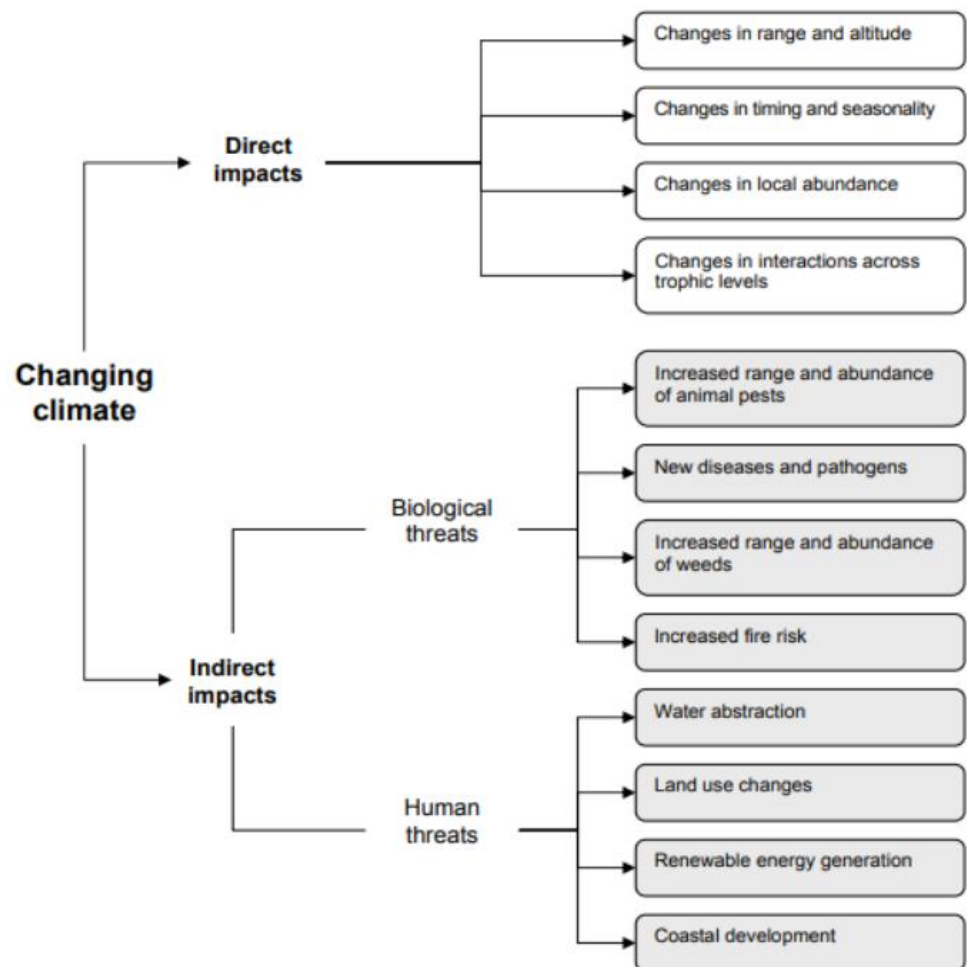 Changes in range and altitude
Changes in timing and seasonality
Direct
impacts
Changes in local abundance
Changes in interactions across
trophic levels
Changing
climate
Increased range and abundance
of animal pests
New diseases and pathogens
Biological
threats
Increased range and abundance
of weeds
Increased fire risk
Indirect
impacts
Water abstraction
Land use changes
Human
threats
Renewable energy generation
Coastal development